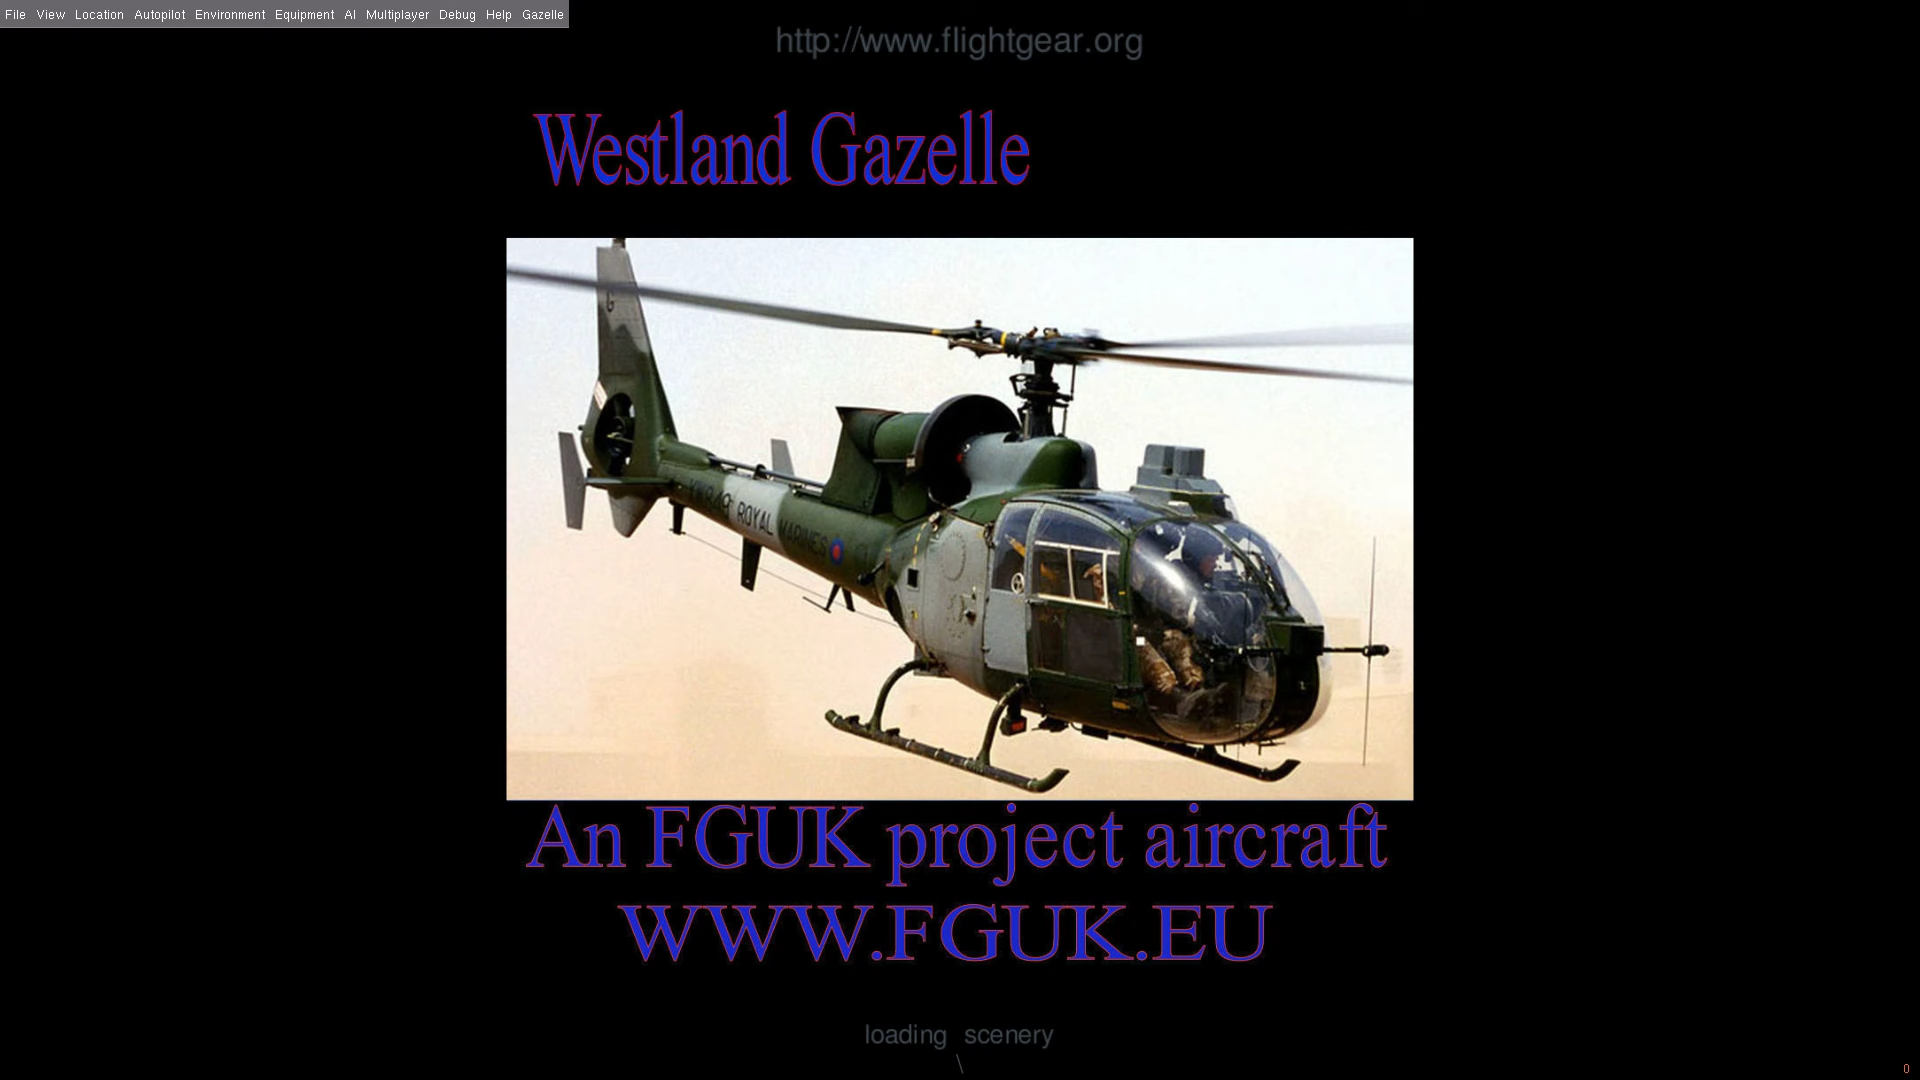 File View Location Autopilot Environment Equipment AI Multiplayer Debug Help Gazelle
http://www.flightgear.org
Westland Gazelle
G
ROYAL MARINES
An FGUK project aircraft
WWW.FGUK.EU
loading scenery
\
0